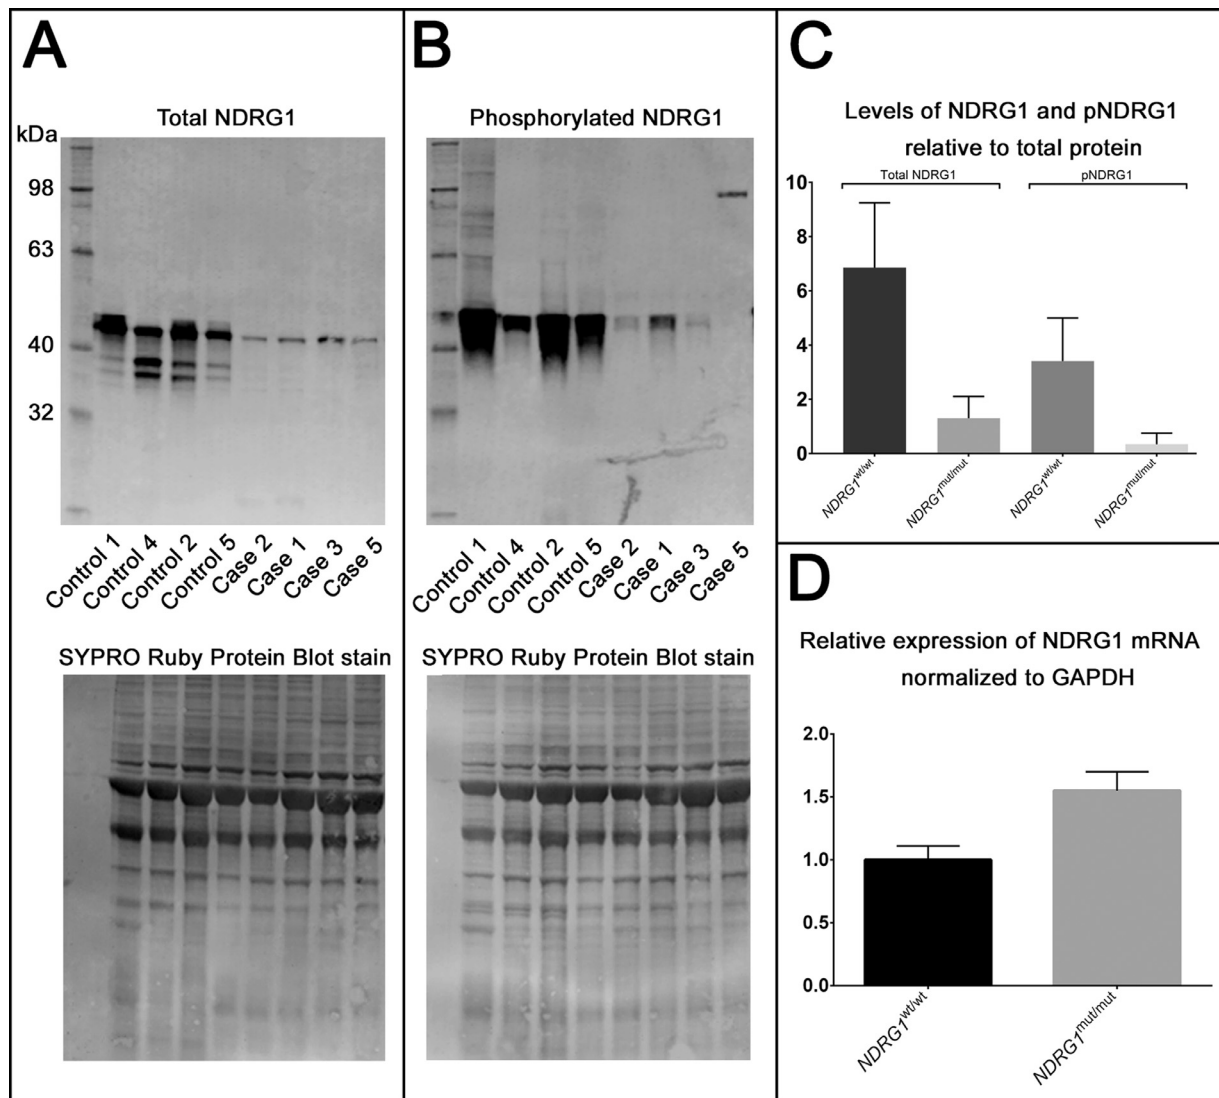 A
Total NDRG1
kDa
98
63
40
32
Control 1
Control 4
Control 2
Control 5
Case 2
Case 1
Case 3
Case 5
SYPRO Ruby Protein Blot stain
B
Phosphorylated NDRG1
Control 1
Control 4
Control 2
Control 5
Case 2
Case 1
Case 3
Case 5
SYPRO Ruby Protein Blot stain
C
Levels of NDRG1 and pNDRG1
relative to total protein
Total NDRG1
pNDRG1
10
8
6
4
2
0
NDRG1wt/wt
NDRG1mut/mut
NDRG1wt/wt
NDRG1mut/mut
D
Relative expression of NDRG1 mRNA
normalized to GAPDH
2.0
1.5
1.0
0.5
0.0
NDRG1wt/wt
NDRG1mut/mut